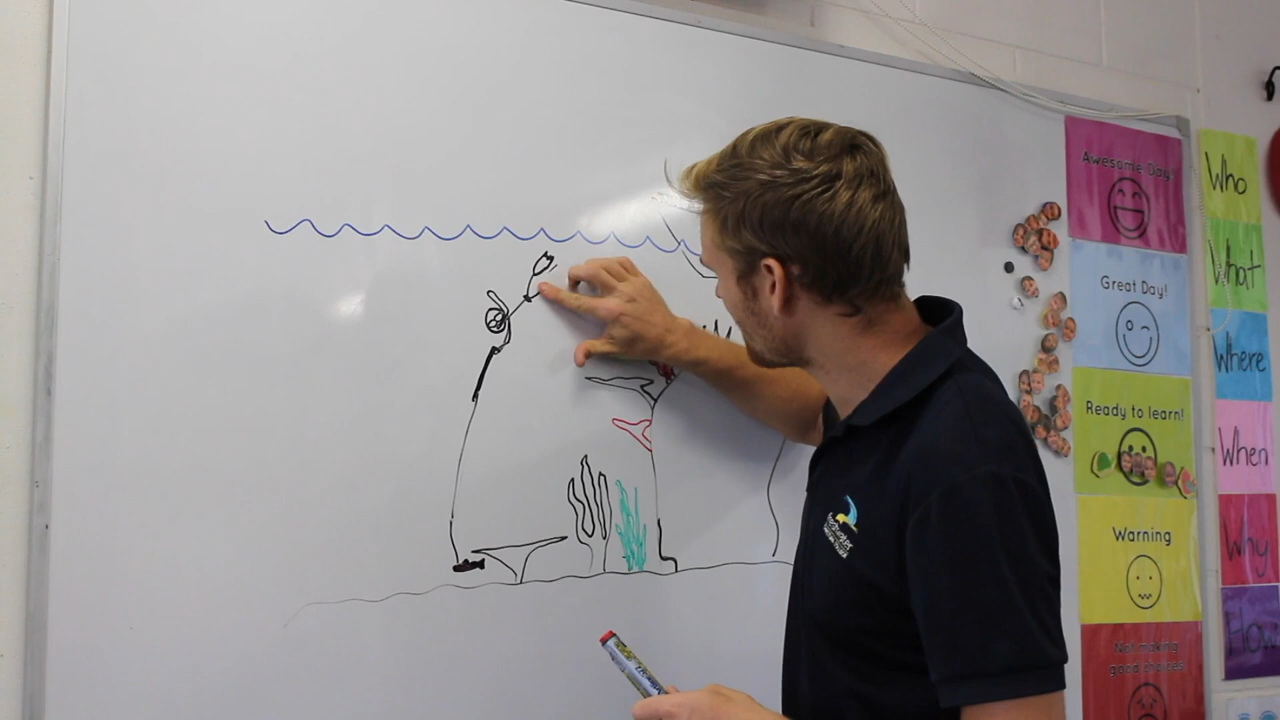 Awesome Day!
Great Day!
Ready to learn!
Warning
Not making
good choices
Who
What
Where
When
Why
How